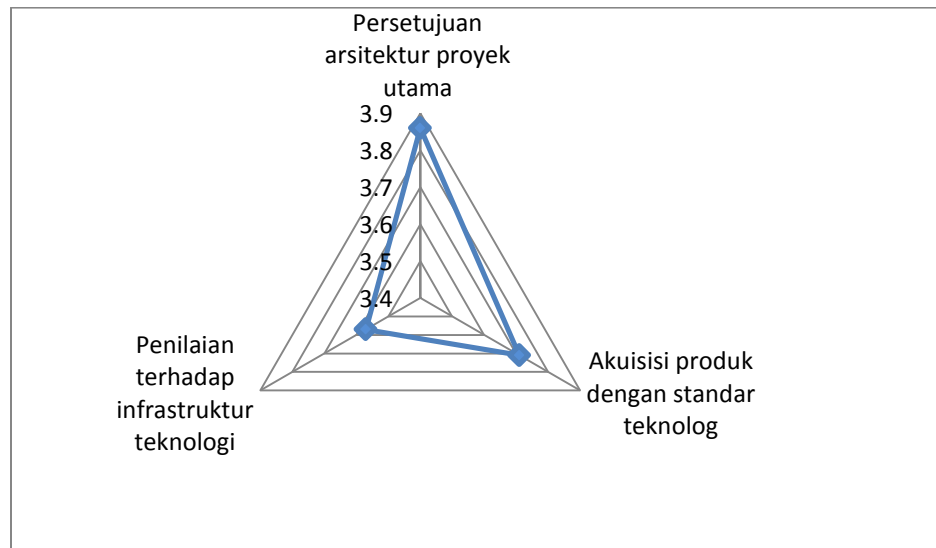 Persetujuan
arsitektur proyek
utama
3.9
3.8
3.7
3.6
3.5
3.4
Penilaian
terhadap
infrastruktur
teknologi
Akuisisi produk
dengan standar
teknolog